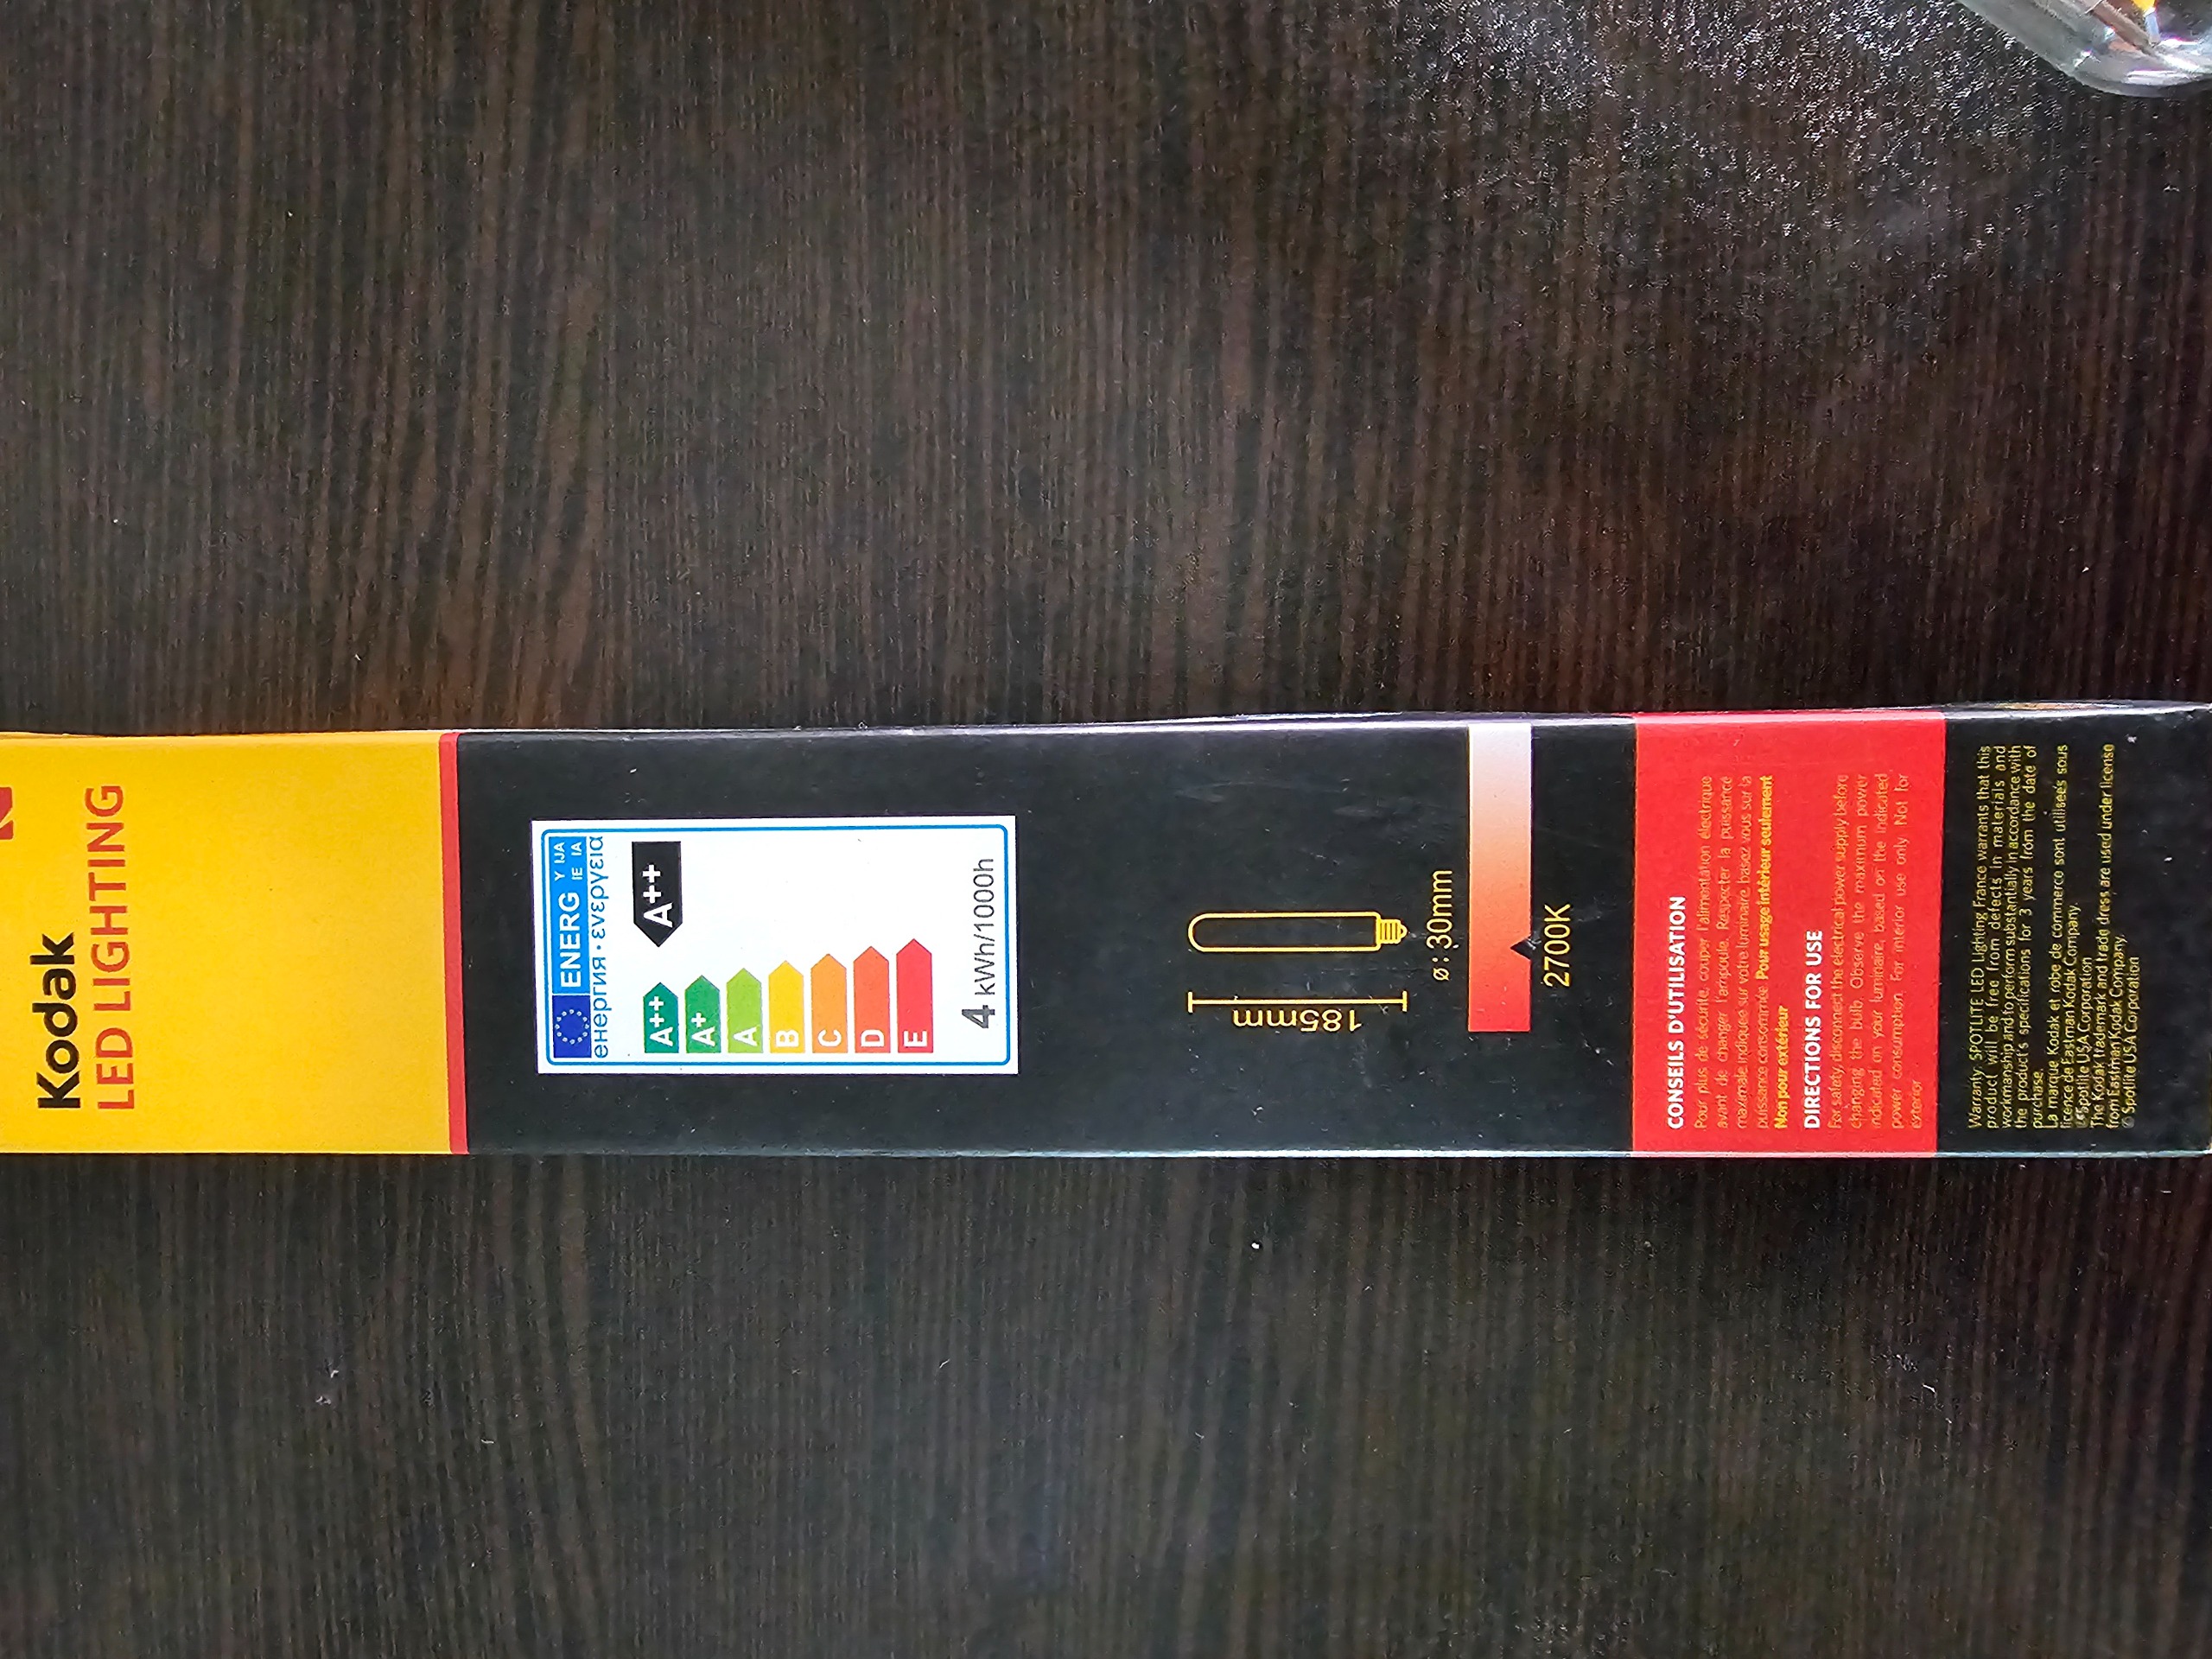 Kodak
LED LIGHTING
ENERG Y IJA
IE IA
енергия · ενεργεια
A++
A++
A+
A
B
C
D
E
4 kWh/1000h
185mm
ø : 30mm
2700K
CONSEILS D'UTILISATION
Pour plus de sécurité, couper l'alimentation électrique
avant de changer l'ampoule. Respecter la puissance
maximale indiquée sur votre luminaire, basez vous sur la
puissance consommée Pour usage intérieur seulement
Non pour extérieur
DIRECTIONS FOR USE
For safety, disconnect the electrical power supply before
changing the bulb. Observe the maximum power
indicated on your luminaire, based on the indicated
power consumption. For interior use only Not for
exterior
Warranty: SPOTLITE LED Lighting France warrants that this
product will be free from defects in materials and
workmanship and to perform substantially in accordance with
the product's specifications for 3 years from the date of
purchase.
La marque Kodak et robe de commerce sont utilisées sous
licence de Eastman Kodak Company.
©Spotlite USA Corporation
The Kodak trademark and trade dress are used under license
from Eastman Kodak Company.
© Spotlite USA Corporation